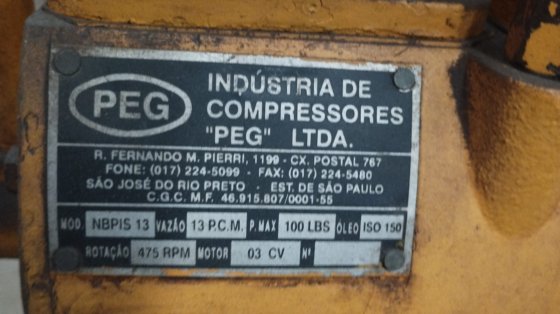 PEG
INDÚSTRIA DE
COMPRESSORES
"PEG" LTDA.
R. FERNANDO M. PIERRI, 1199 - CX. POSTAL 767
FONE: (017) 224-5099 - FAX: (017) 224-5480
SÃO JOSÉ DO RIO PRETO - EST. DE SÃO PAULO
C.G.C. M.F. 46.915.807/0001-55
MOD. NBPIS 13 VAZÃO 13 P.C.M. P.MAX 100 LBS ÓLEO ISO 150
ROTAÇÃO 475 RPM MOTOR 03 CV Nº